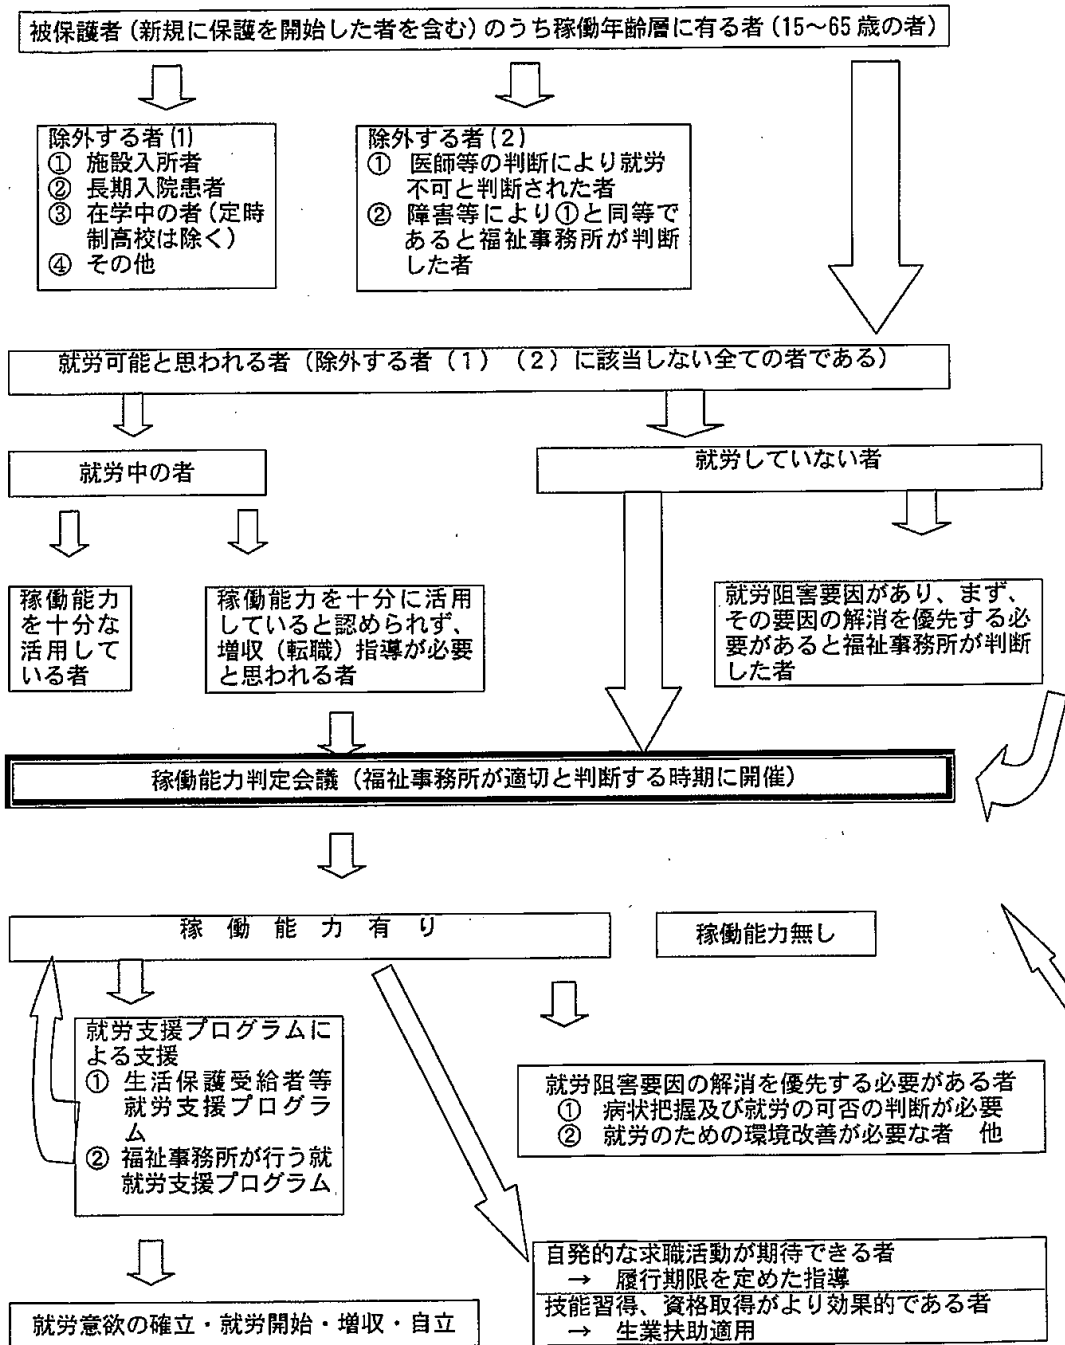 被保護者(新規に保護を開始した者を含む)のうち稼働年齢層に有る者(15～65歳の者)
除外する者(1)
① 施設入所者
② 長期入院患者
③ 在学中の者(定時
制高校は除く)
④ その他
除外する者(2)
① 医師等の判断により就労
不可と判断された者
② 障害等により①と同等で
あると福祉事務所が判断
した者
就労可能と思われる者(除外する者(1)(2)に該当しない全ての者である)
就労中の者
就労していない者
稼働能力
を十分な
活用して
いる者
稼働能力を十分に活用
していると認められず、
増収(転職)指導が必要
と思われる者
就労阻害要因があり、まず、
その要因の解消を優先する必
要があると福祉事務所が判断
した者
稼働能力判定会議(福祉事務所が適切と判断する時期に開催)
稼働能力有り
稼働能力無し
就労支援プログラムに
よる支援
① 生活保護受給者等
就労支援プログラ
ム
② 福祉事務所が行う就
就労支援プログラム
就労阻害要因の解消を優先する必要がある者
① 病状把握及び就労の可否の判断が必要
② 就労のための環境改善が必要な者 他
自発的な求職活動が期待できる者
→ 履行期限を定めた指導
技能習得、資格取得がより効果的である者
→ 生業扶助適用
就労意欲の確立・就労開始・増収・自立